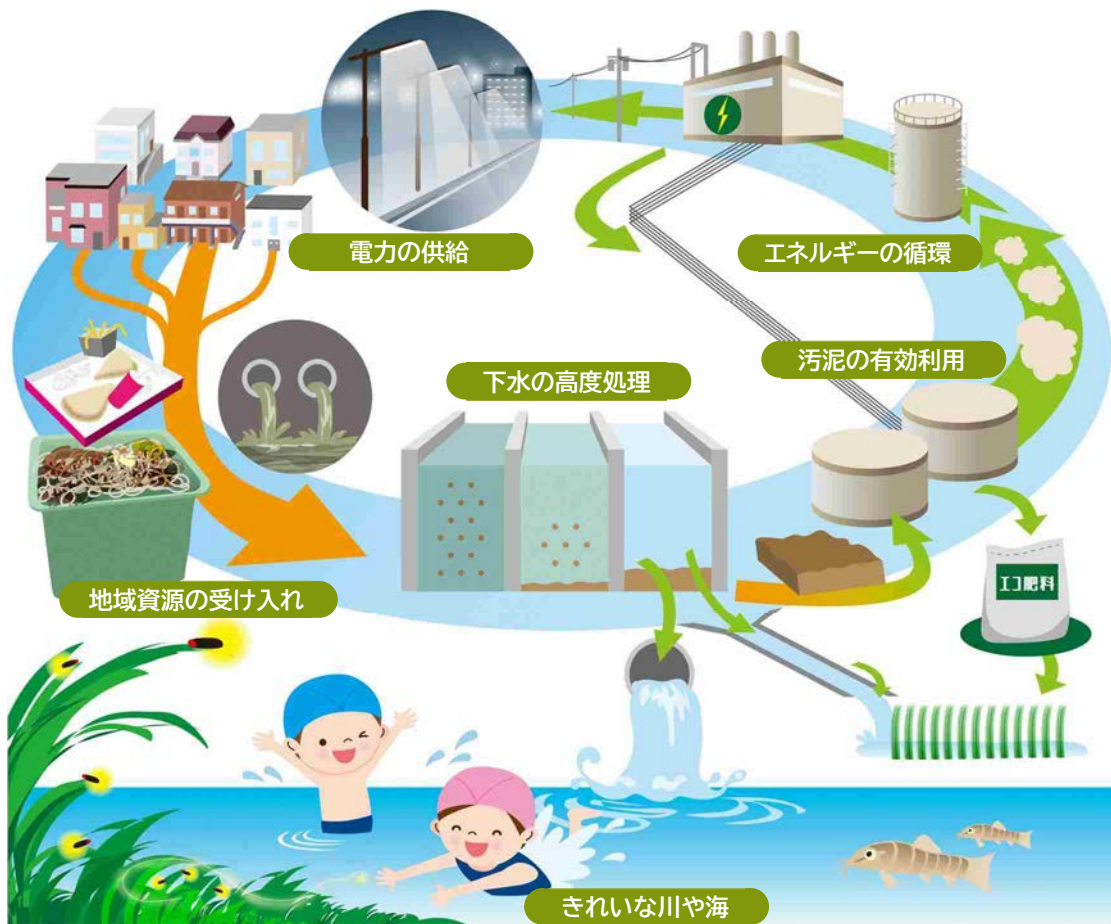 電力の供給
エネルギーの循環
汚泥の有効利用
下水の高度処理
エコ肥料
地域資源の受け入れ
きれいな川や海